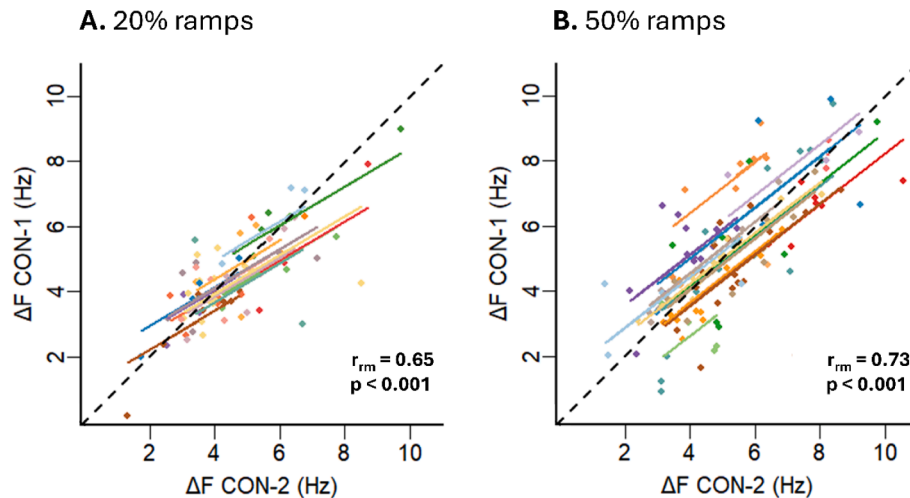 A. 20% ramps
ΔF CON-1 (Hz)
10
8
6
4
2
r_rm = 0.65
p < 0.001
2 4 6 8 10
ΔF CON-2 (Hz)
B. 50% ramps
ΔF CON-1 (Hz)
10
8
6
4
2
r_rm = 0.73
p < 0.001
2 4 6 8 10
ΔF CON-2 (Hz)